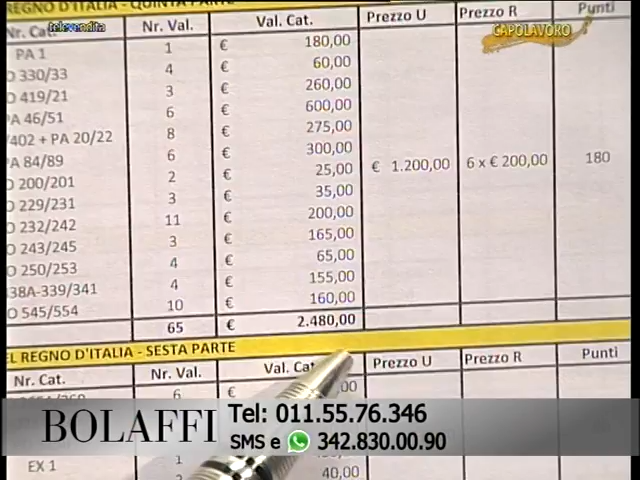 REGNO D'ITALIA - QUINTA PARTE
televendita
CAPOLAVORO
Nr. Cat. Nr. Val. Val. Cat. Prezzo U Prezzo R Punti
PA 1 1 € 180,00
O 330/33 4 € 60,00
O 419/21 3 € 260,00
PA 46/51 6 € 600,00
/402 + PA 20/22 8 € 275,00
PA 84/89 6 € 300,00
O 200/201 2 € 25,00 € 1.200,00 6 x € 200,00 180
O 229/231 3 € 35,00
O 232/242 11 € 200,00
O 243/245 3 € 165,00
O 250/253 4 € 65,00
338A-339/341 4 € 155,00
O 545/554 10 € 160,00
65 € 2.480,00
EL REGNO D'ITALIA - SESTA PARTE
Nr. Cat. Nr. Val. Val. Cat. Prezzo U Prezzo R Punti
6 € ,00
BOLAFFI
Tel: 011.55.76.346
SMS e 342.830.00.90
EX 1 1
40,00